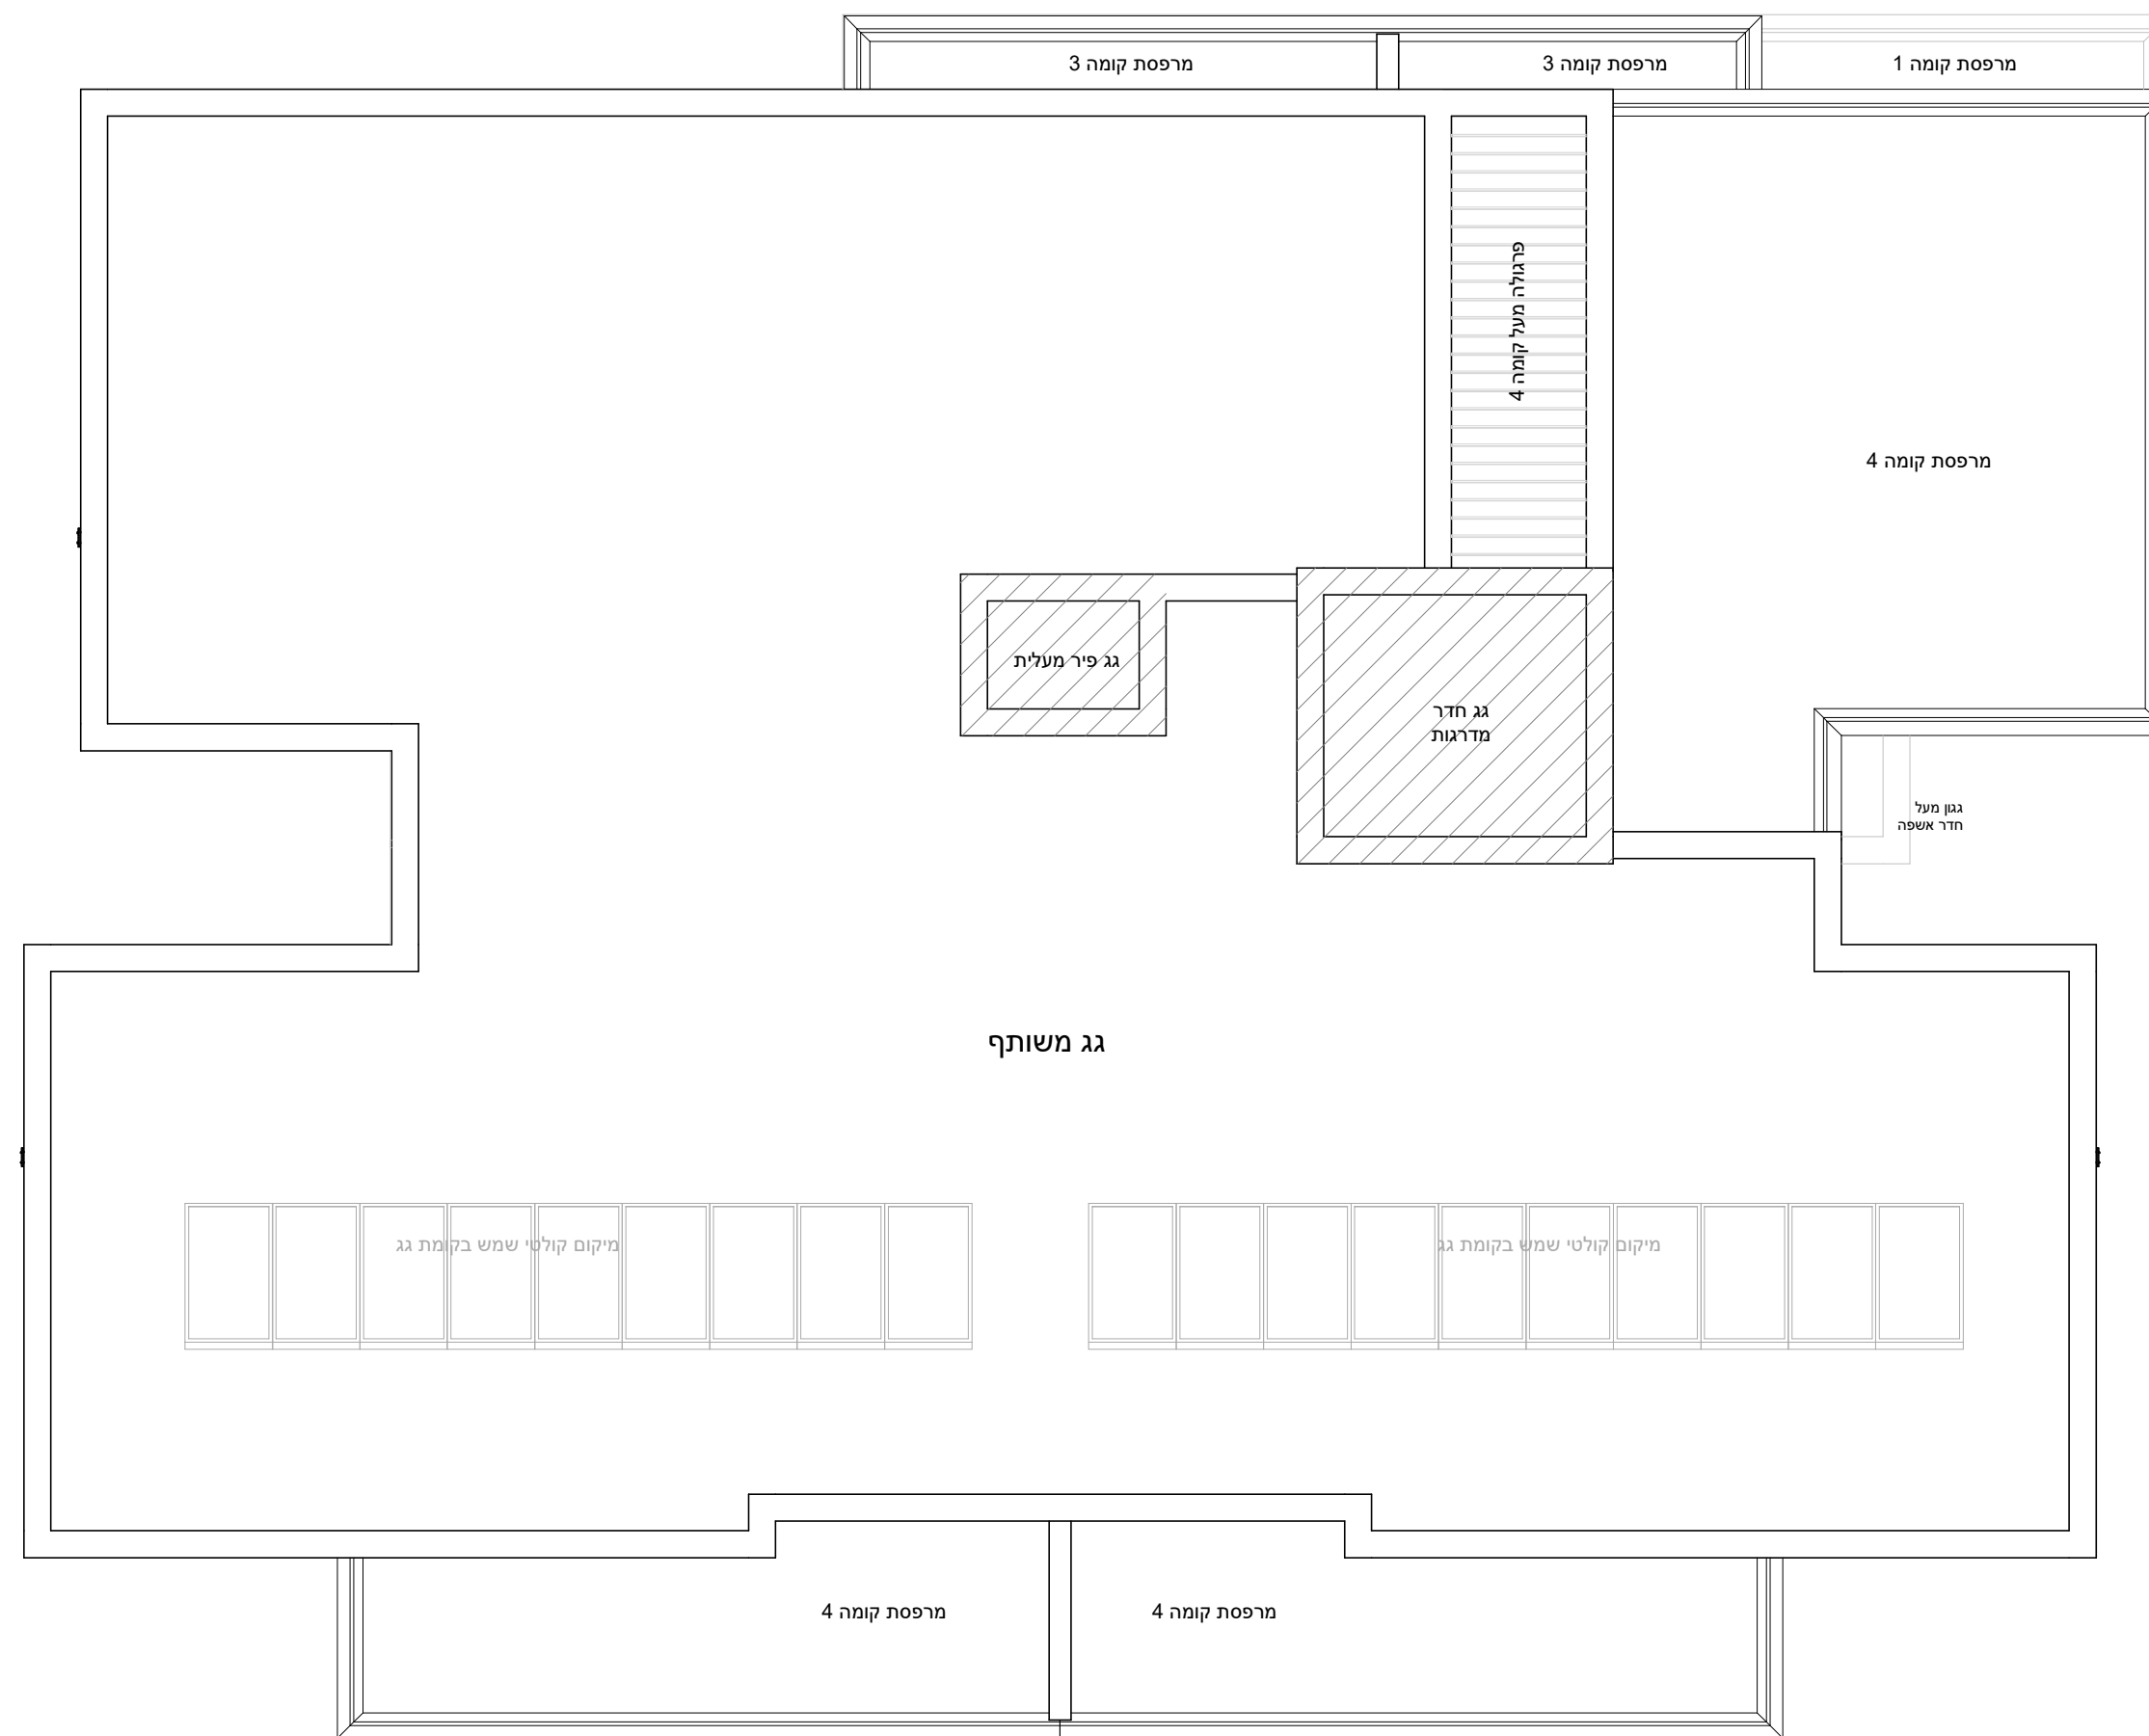 מרפסת קומה 3
מרפסת קומה 3
מרפסת קומה 1
פרגולה מעל קומה 4
מרפסת קומה 4
גג פיר מעלית
גג חדר
מדרגות
גגון מעל
חדר אשפה
גג משותף
מיקום קולטי שמש בקומת גג
מיקום קולטי שמש בקומת גג
מרפסת קומה 4
מרפסת קומה 4